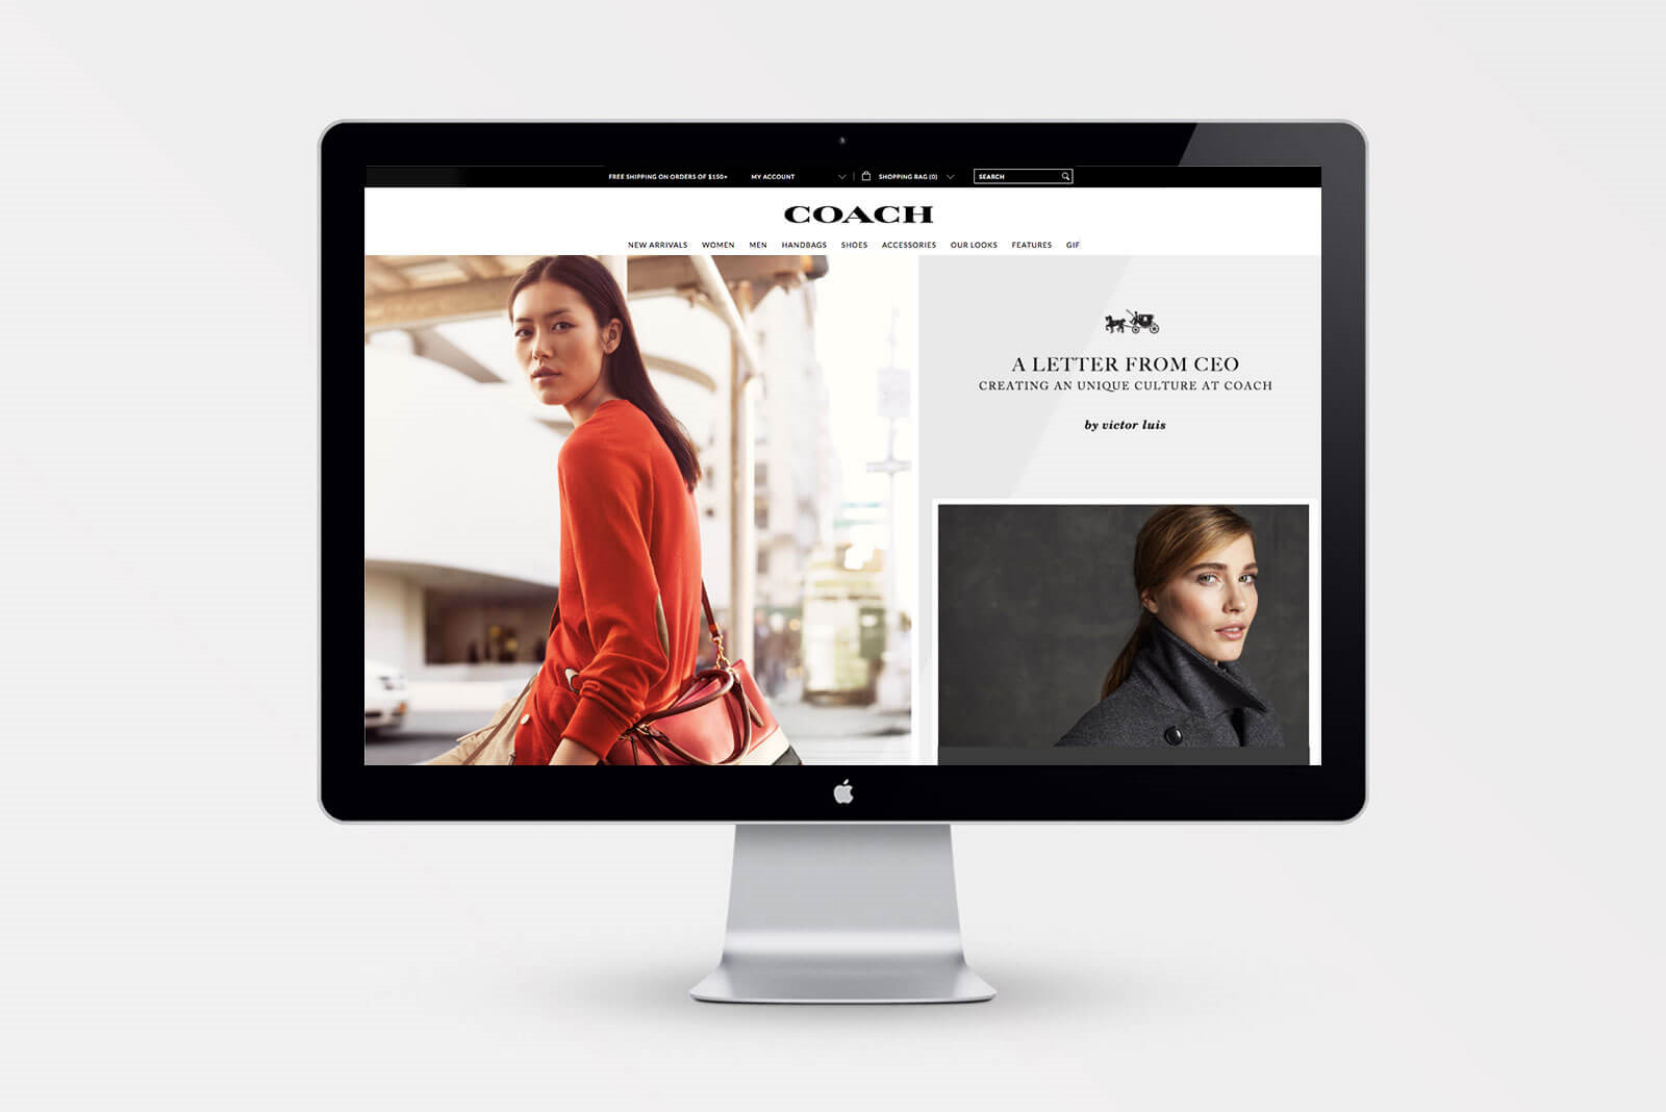 FREE SHIPPING ON ORDERS OF $150+ MY ACCOUNT SHOPPING BAG (0) SEARCH
COACH
NEW ARRIVALS WOMEN MEN HANDBAGS SHOES ACCESSORIES OUR LOOKS FEATURES GIF
A LETTER FROM CEO
CREATING AN UNIQUE CULTURE AT COACH
by victor luis